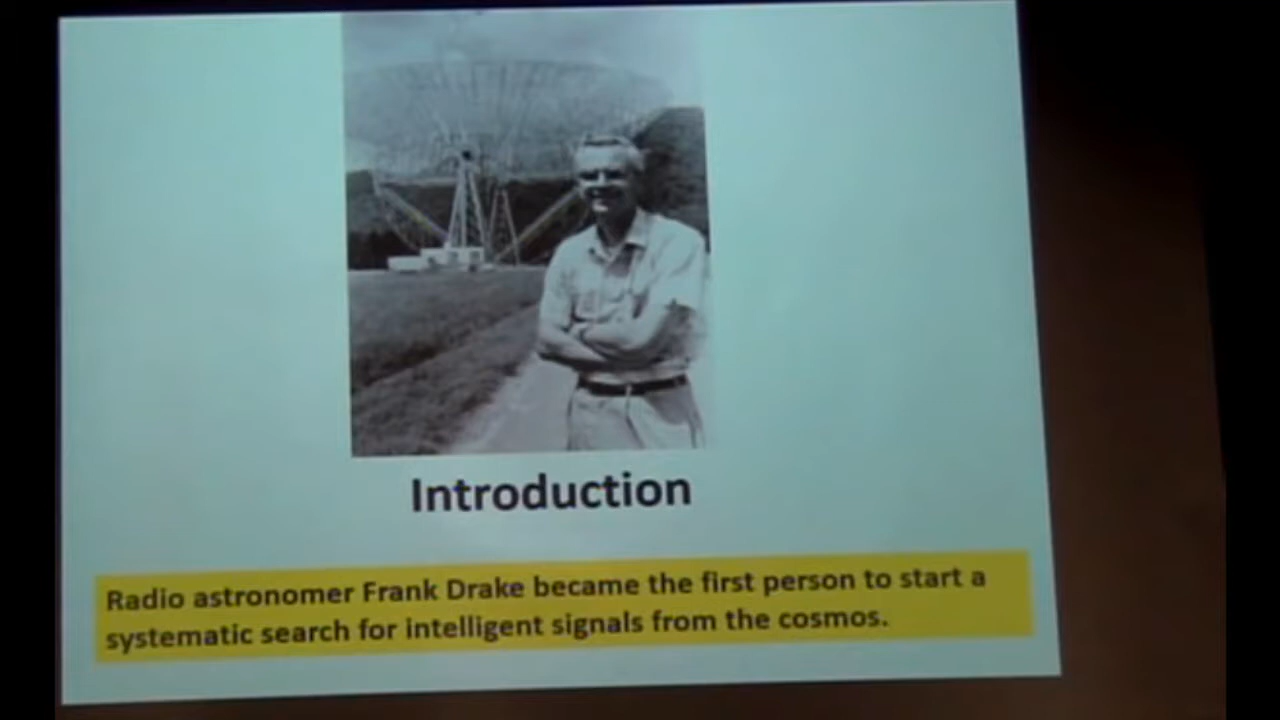 Introduction
Radio astronomer Frank Drake became the first person to start a
systematic search for intelligent signals from the cosmos.